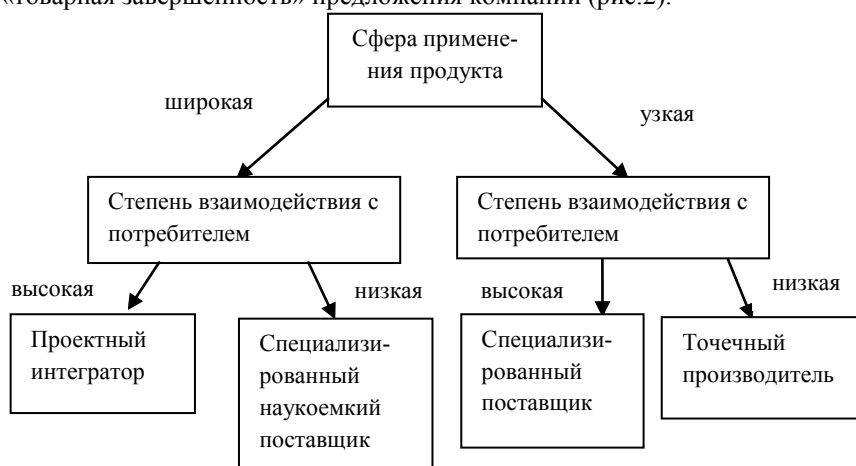 «товарная завершенность» предложения компании (рис.2).
Сфера примене-
ния продукта
широкая
узкая
Степень взаимодействия с
потребителем
Степень взаимодействия с
потребителем
высокая
низкая
высокая
низкая
Проектный
интегратор
Специализи-
рованный
наукоемкий
поставщик
Специализи-
рованный
поставщик
Точечный
производитель